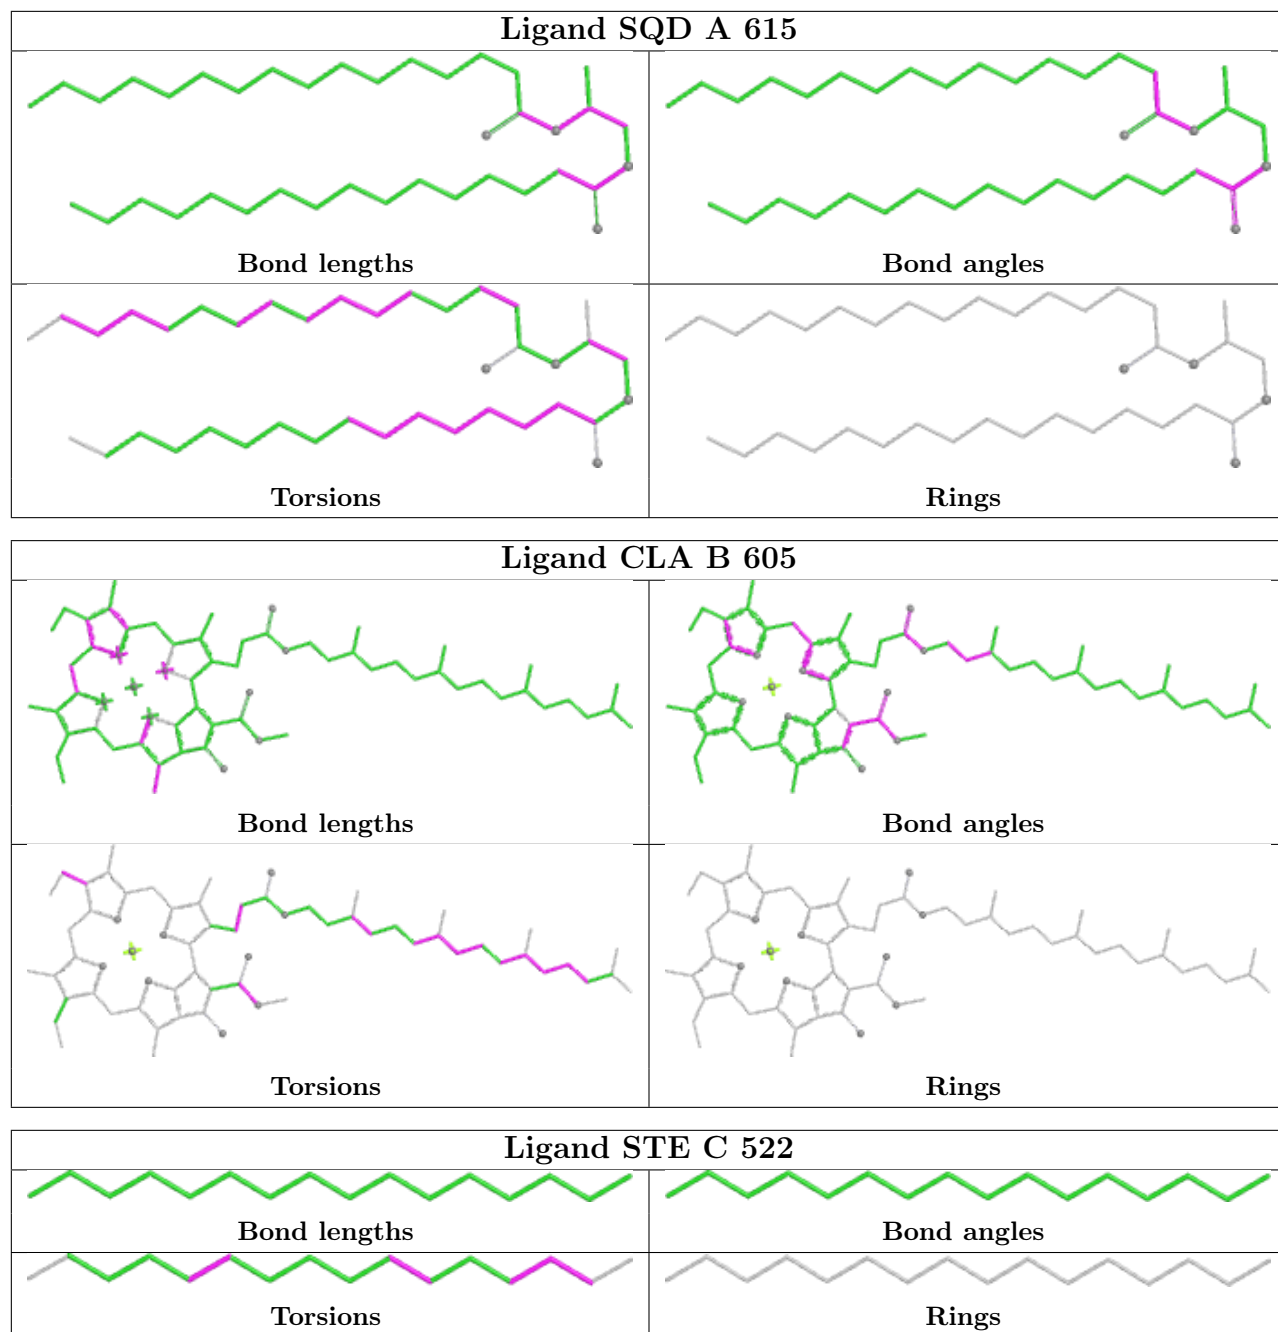 Ligand SQD A 615
Bond lengths
Bond angles
Torsions
Rings
Ligand CLA B 605
Bond lengths
Bond angles
Torsions
Rings
Ligand STE C 522
Bond lengths
Bond angles
Torsions
Rings